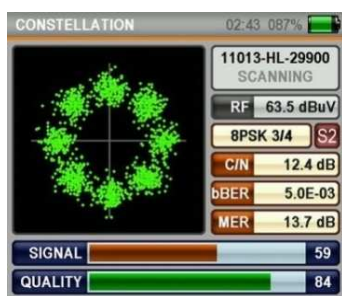 CONSTELLATION 02:43 087%
11013-HL-29900
SCANNING
RF 63.5 dBuV
8PSK 3/4 S2
C/N 12.4 dB
bBER 5.0E-03
MER 13.7 dB
SIGNAL 59
QUALITY 84